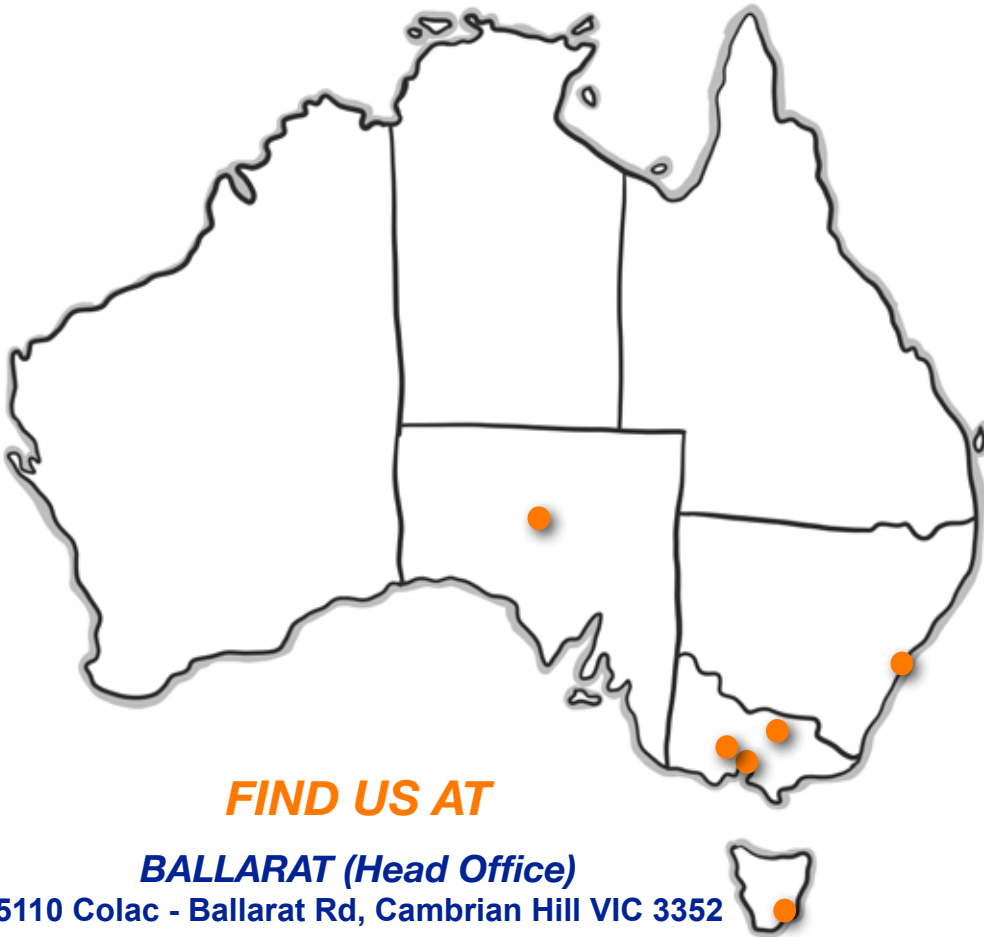 FIND US AT
BALLARAT (Head Office)
5110 Colac - Ballarat Rd, Cambrian Hill VIC 3352